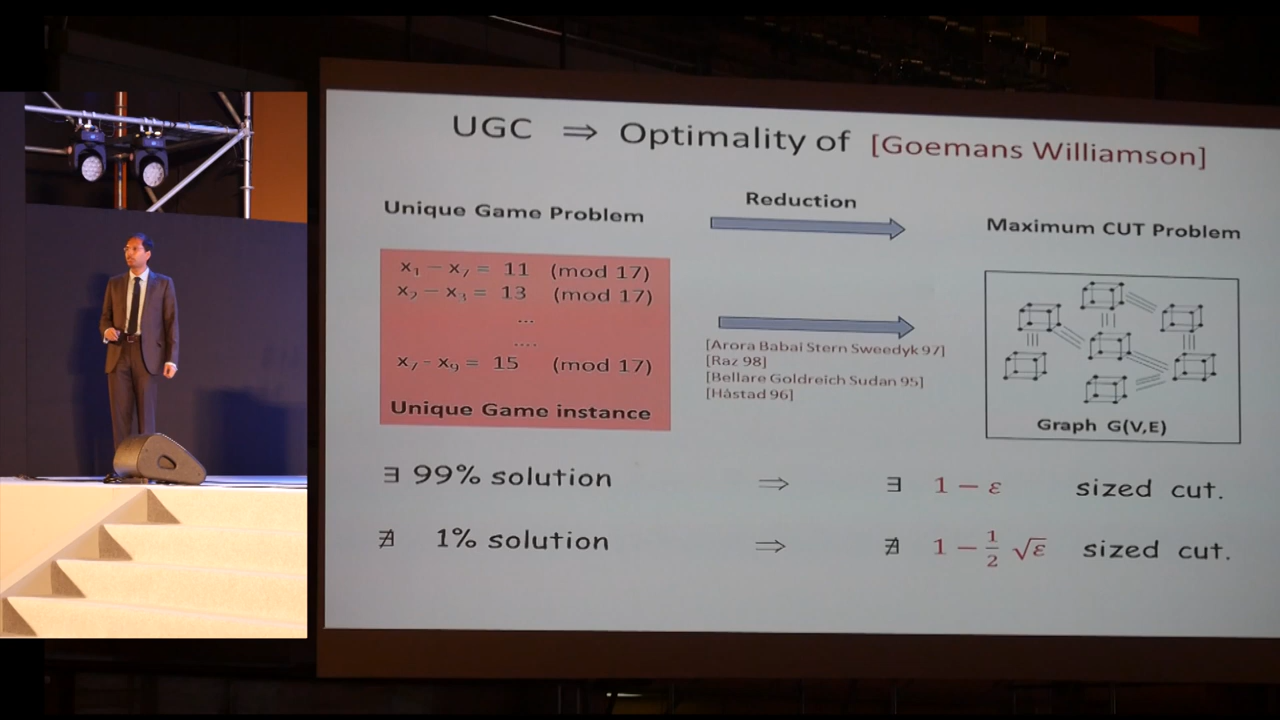 UGC ⇒ Optimality of [Goemans Williamson]
Unique Game Problem
Reduction
Maximum CUT Problem
x₁ − x₇ = 11 (mod 17)
x₂ − x₃ = 13 (mod 17)
...
....
x₇ - x₉ = 15 (mod 17)
Unique Game instance
[Arora Babai Stern Sweedyk 97]
[Raz 98]
[Bellare Goldreich Sudan 95]
[Håstad 96]
Graph G(V,E)
∃ 99% solution ⇒ ∃ 1 − ε sized cut.
∄ 1% solution ⇒ ∄ 1 − ½ √ε sized cut.